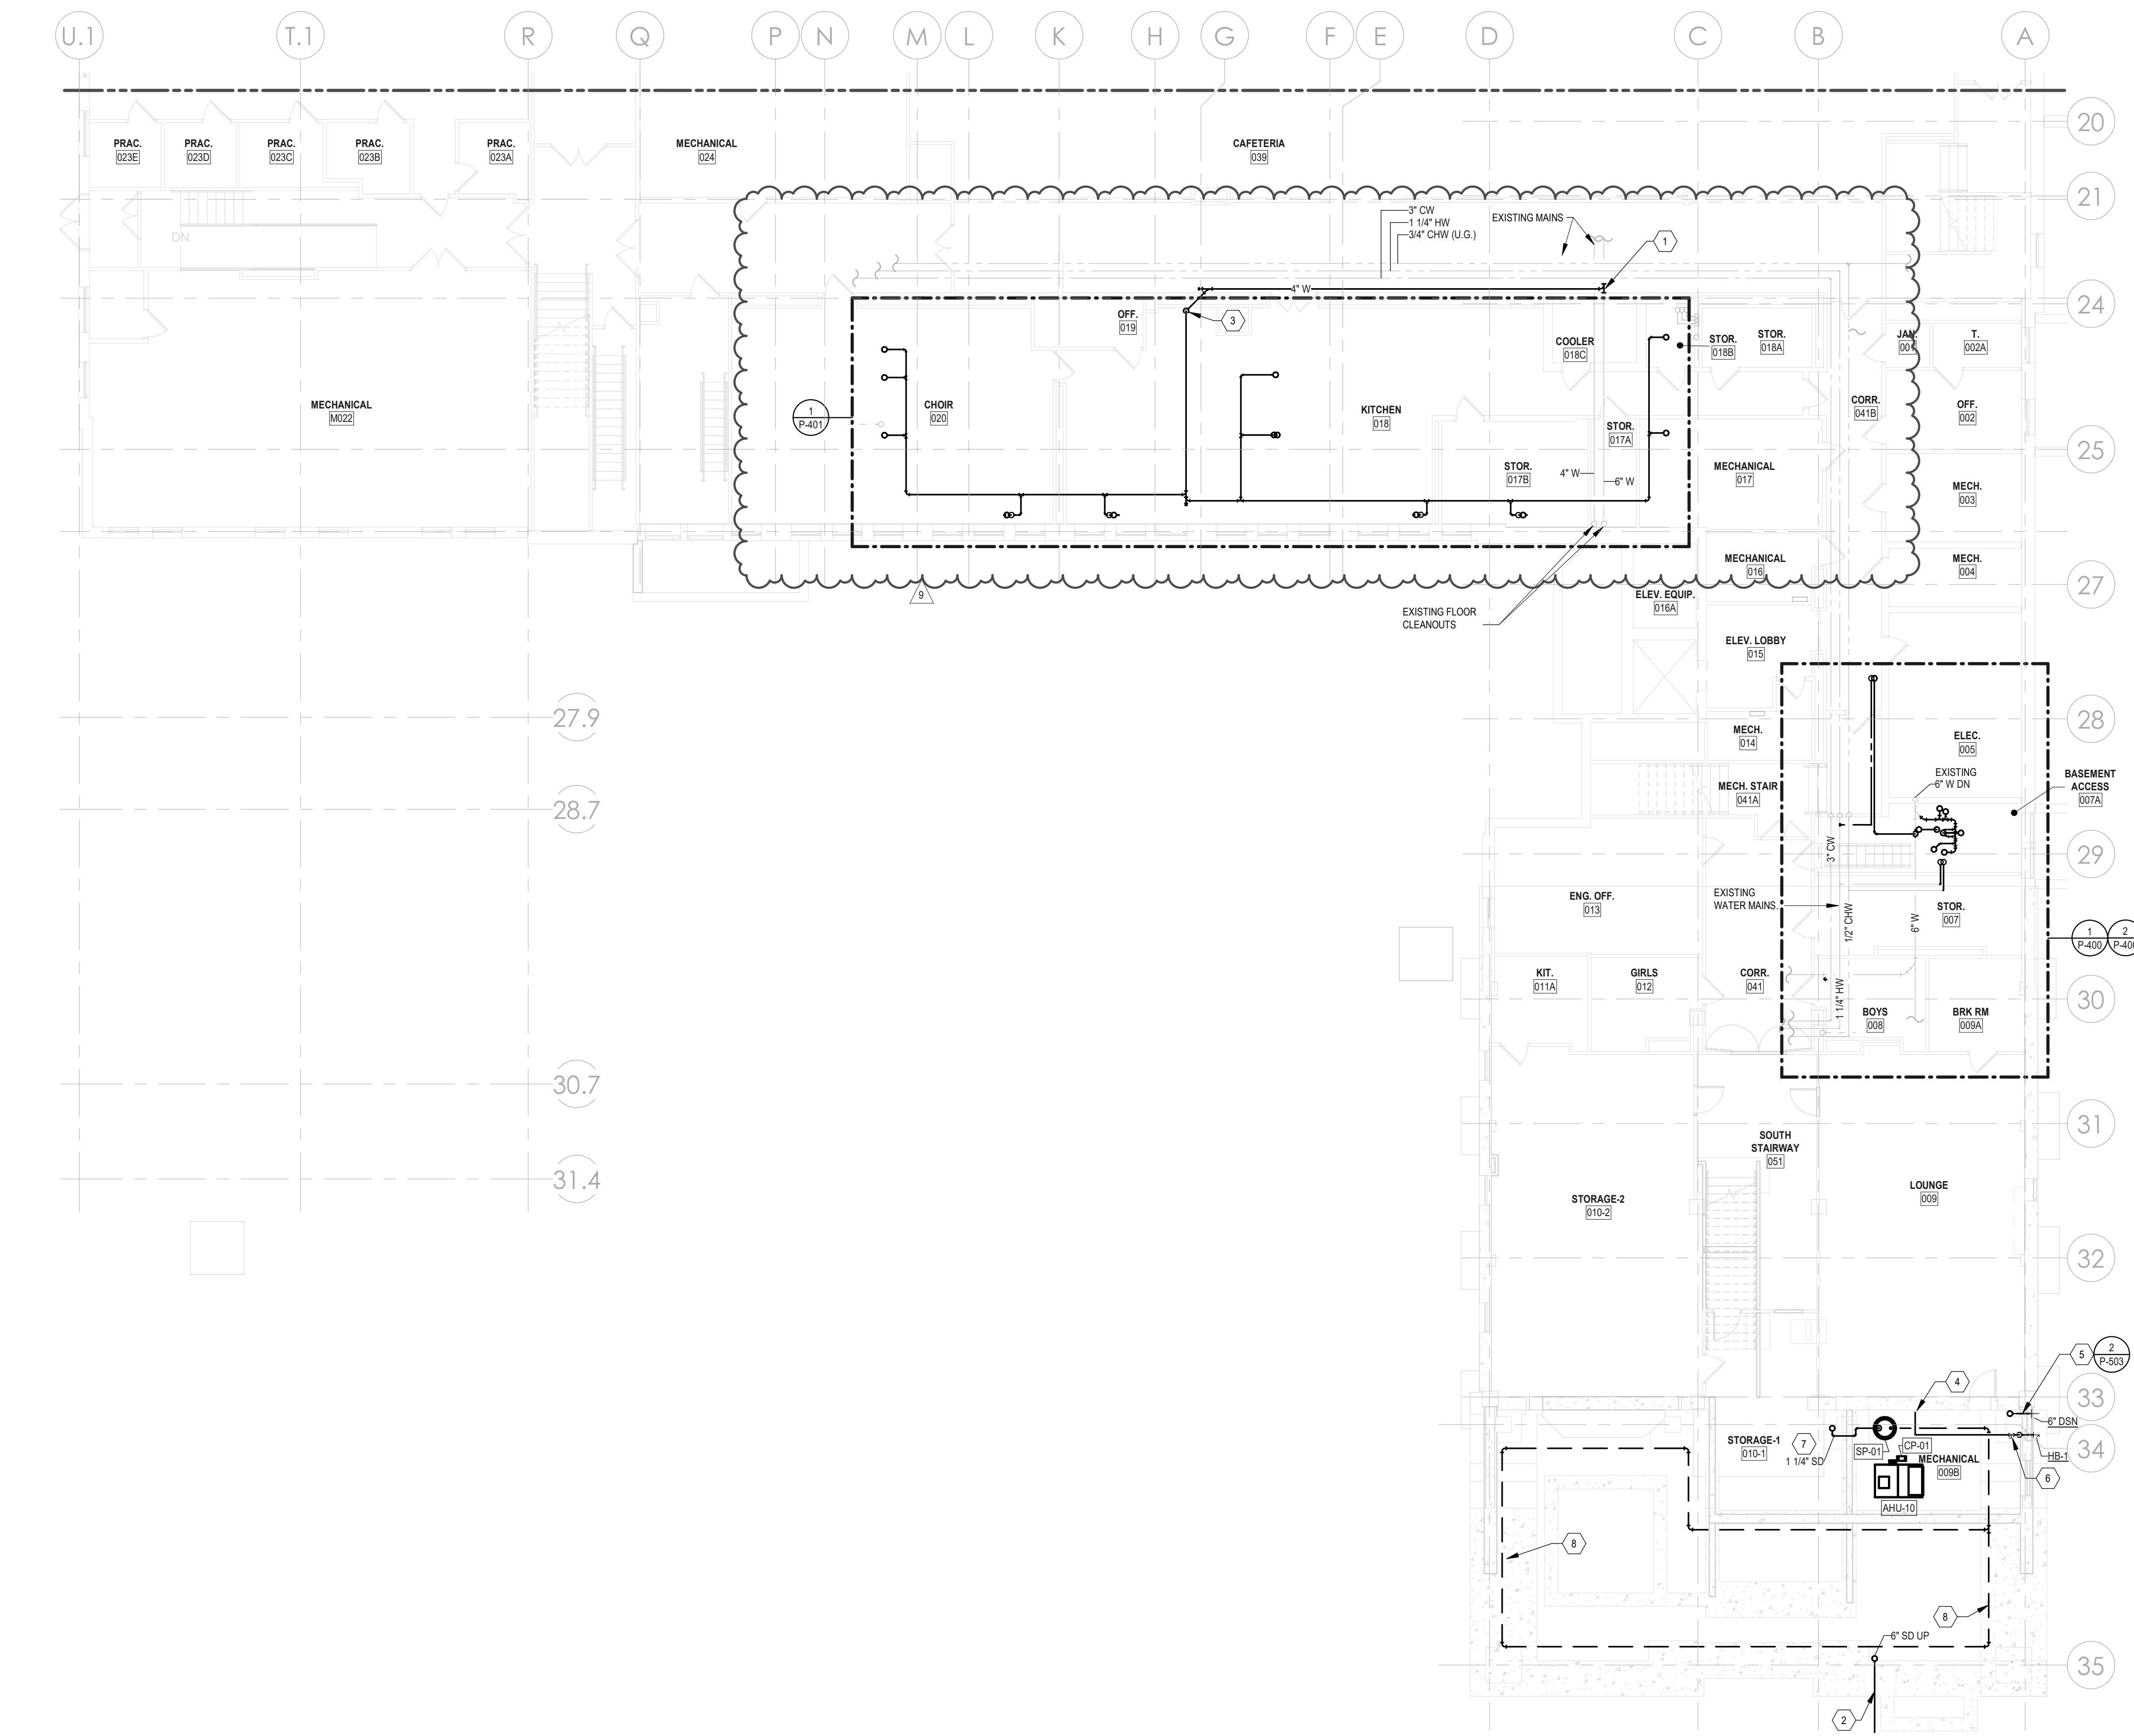 U.1
T.1
R
Q
P
N
M
L
K
H
G
F
E
D
C
B
A
20
PRAC.
023E
PRAC.
023D
PRAC.
023C
PRAC.
023B
PRAC.
023A
MECHANICAL
024
CAFETERIA
039
21
DN
3" CW
1 1/4" HW
3/4" CHW (U.G.)
EXISTING MAINS
1
4" W
24
3
OFF.
019
COOLER
018C
STOR.
018B
STOR.
018A
JAN.
T.
002A
MECHANICAL
M022
1
P-401
CHOIR
020
KITCHEN
018
CORR.
041B
OFF.
002
STOR.
017A
25
STOR.
017B
4" W
6" W
MECHANICAL
017
MECH.
003
MECHANICAL
016
MECH.
004
27
9
ELEV. EQUIP.
016A
EXISTING FLOOR
CLEANOUTS
ELEV. LOBBY
015
27.9
28
MECH.
014
ELEC.
005
EXISTING
6" W DN
BASEMENT
ACCESS
007A
MECH. STAIR
041A
28.7
3" CW
29
ENG. OFF.
013
EXISTING
WATER MAINS.
1/2" CHW
6" W
STOR.
007
1
P-400
2
P-400
KIT.
011A
GIRLS
012
CORR.
041
1 1/4" HW
30
BOYS
008
BRK RM
009A
30.7
31
SOUTH
STAIRWAY
051
31.4
STORAGE-2
010-2
LOUNGE
009
32
5
2
P-503
4
33
6" DSN
STORAGE-1
010-1
7
1 1/4" SD
SP-01
CP-01
MECHANICAL
009B
HB-1
34
6
AHU-10
8
8
6" SD UP
35
2